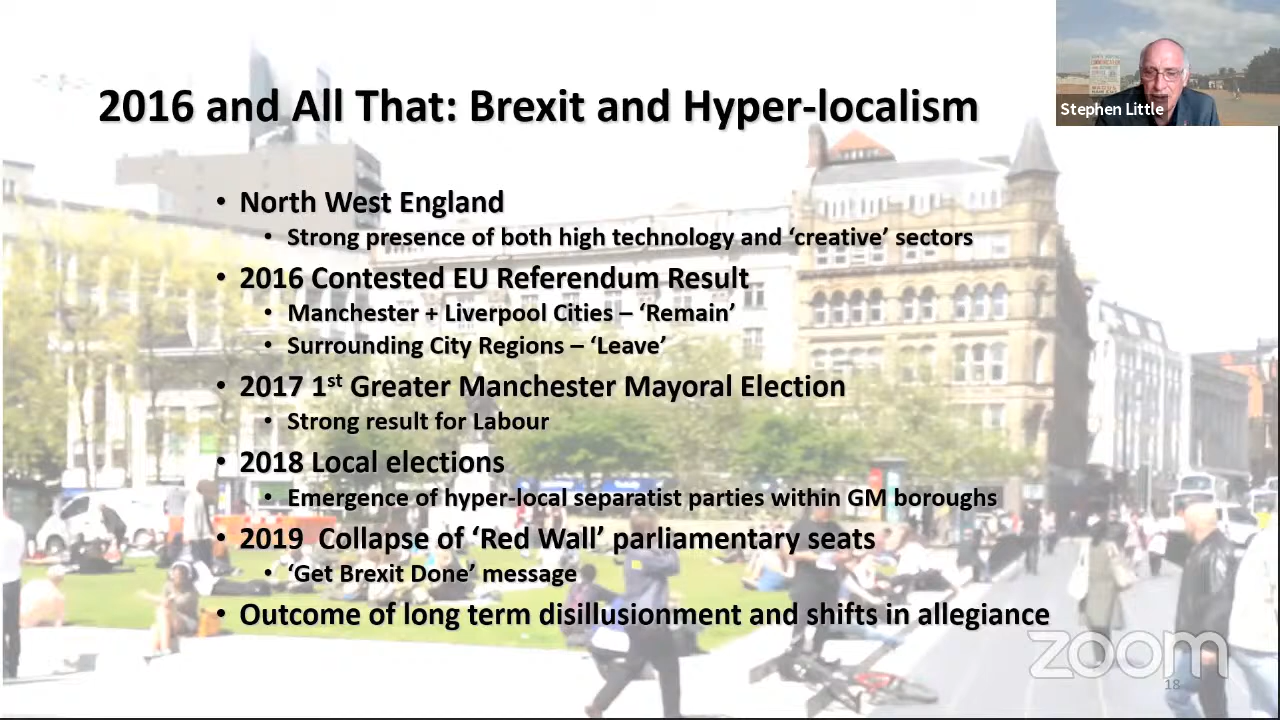 2016 and All That: Brexit and Hyper-localism
Stephen Little
• North West England
• Strong presence of both high technology and ‘creative’ sectors
• 2016 Contested EU Referendum Result
• Manchester + Liverpool Cities – ‘Remain’
• Surrounding City Regions – ‘Leave’
• 2017 1st Greater Manchester Mayoral Election
• Strong result for Labour
• 2018 Local elections
• Emergence of hyper-local separatist parties within GM boroughs
• 2019  Collapse of ‘Red Wall’ parliamentary seats
• ‘Get Brexit Done’ message
• Outcome of long term disillusionment and shifts in allegiance
zoom
18